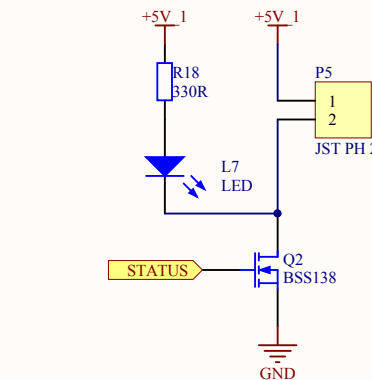 +5V_1
+5V_1
R18
330R
P5
1
2
JST PH 2
L7
LED
Q2
BSS138
STATUS
GND